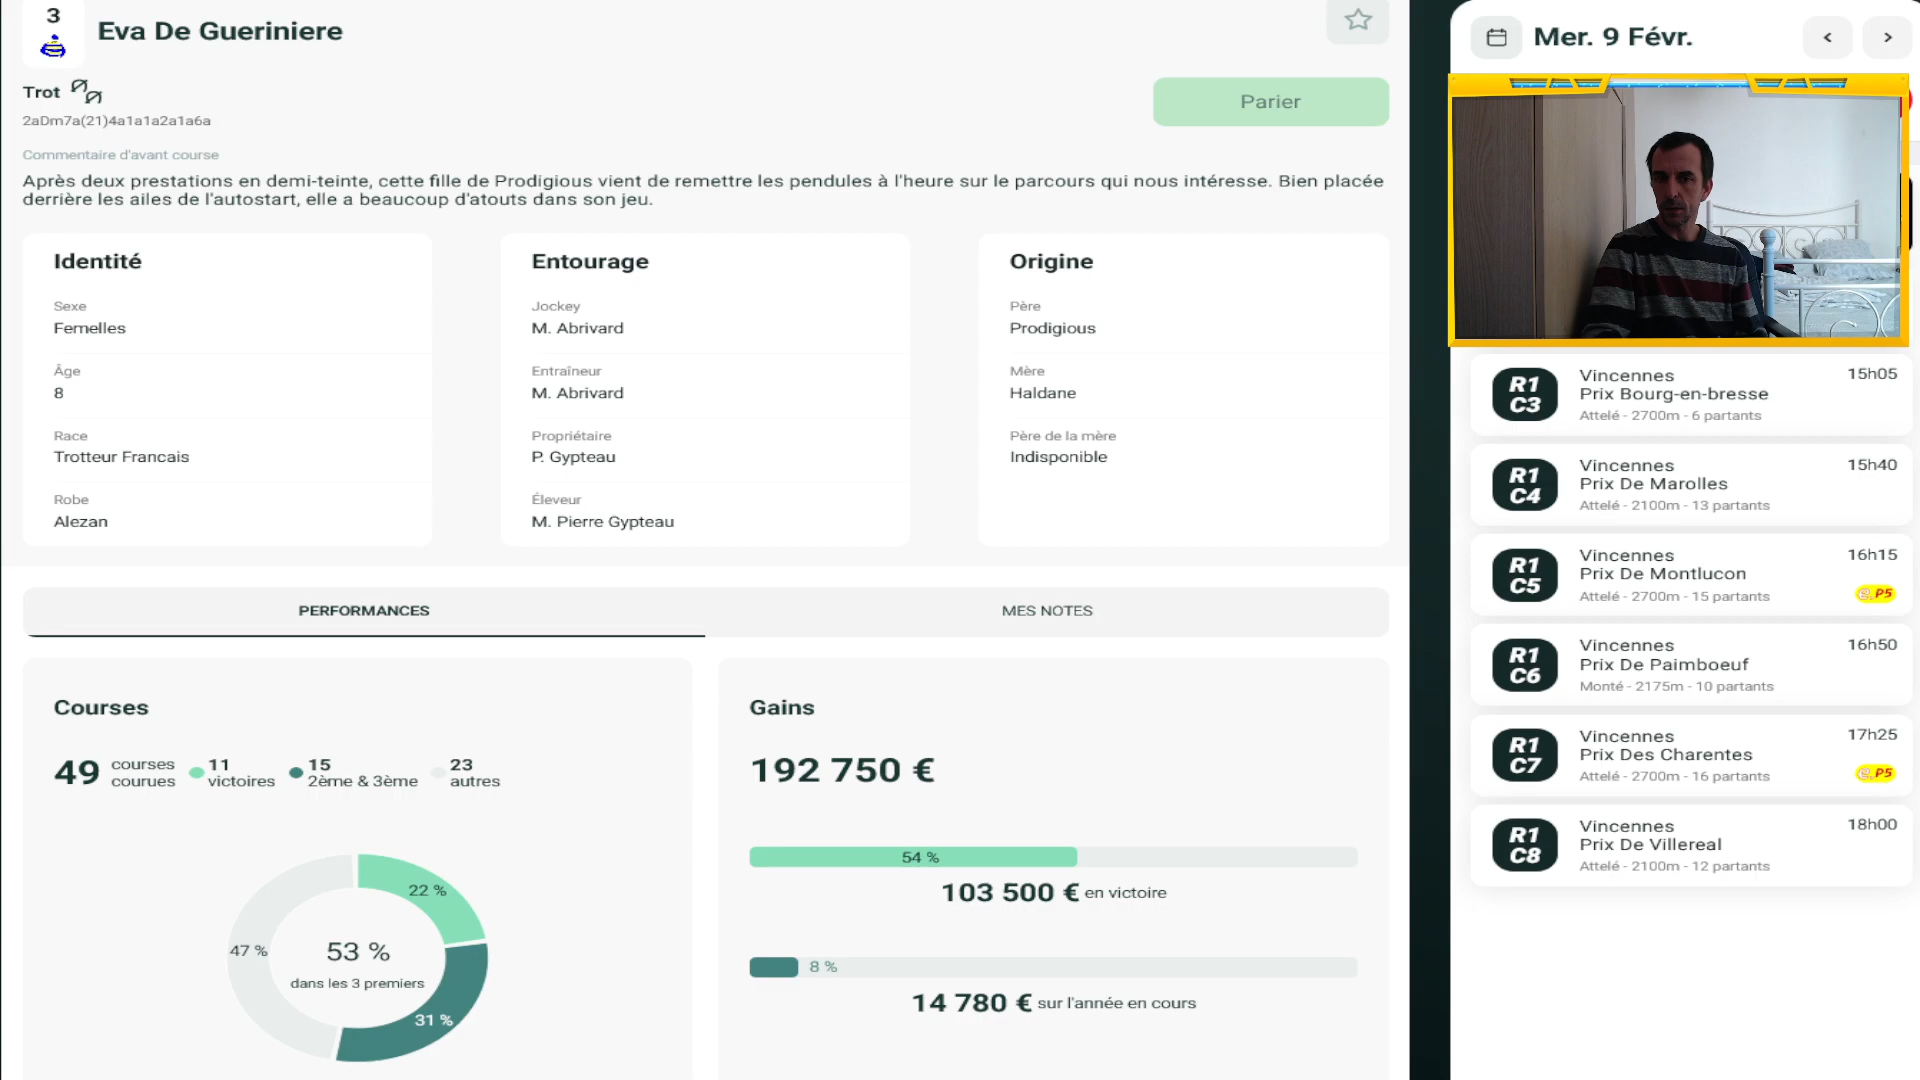 3
Eva De Gueriniere
Trot
2aDm7a(21)4a1a1a2a1a6a
Parier
Commentaire d'avant course
Après deux prestations en demi-teinte, cette fille de Prodigious vient de remettre les pendules à l'heure sur le parcours qui nous intéresse. Bien placée
derrière les ailes de l'autostart, elle a beaucoup d'atouts dans son jeu.
Identité
Sexe
Femelles
Âge
8
Race
Trotteur Francais
Robe
Alezan
Entourage
Jockey
M. Abrivard
Entraîneur
M. Abrivard
Propriétaire
P. Gypteau
Éleveur
M. Pierre Gypteau
Origine
Père
Prodigious
Mère
Haldane
Père de la mère
Indisponible
PERFORMANCES
MES NOTES
Courses
49 courses courues
11 victoires
15 2ème & 3ème
23 autres
22 %
47 %
53 %
dans les 3 premiers
31 %
Gains
192 750 €
54 %
103 500 € en victoire
8 %
14 780 € sur l'année en cours
Mer. 9 Févr.
<
>
R1 C3
Vincennes 15h05
Prix Bourg-en-bresse
Attelé - 2700m - 6 partants
R1 C4
Vincennes 15h40
Prix De Marolles
Attelé - 2100m - 13 partants
R1 C5
Vincennes 16h15
Prix De Montlucon
Attelé - 2700m - 15 partants
e.P5
R1 C6
Vincennes 16h50
Prix De Paimboeuf
Monté - 2175m - 10 partants
R1 C7
Vincennes 17h25
Prix Des Charentes
Attelé - 2700m - 16 partants
e.P5
R1 C8
Vincennes 18h00
Prix De Villereal
Attelé - 2100m - 12 partants